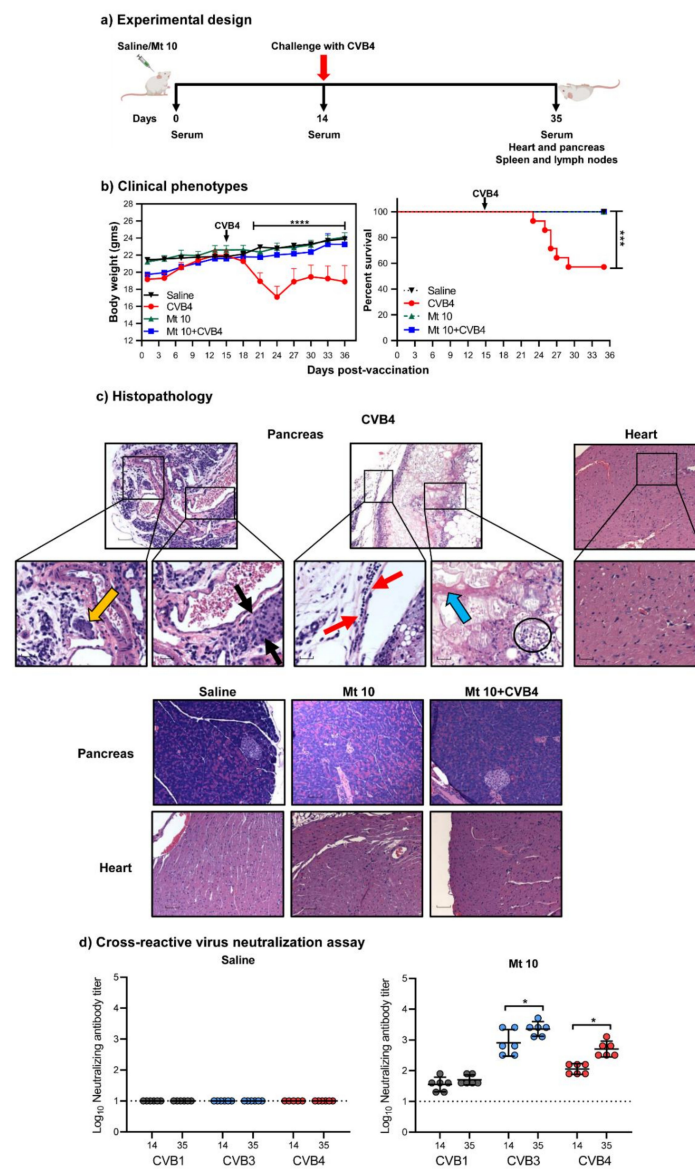 a) Experimental design
Saline/Mt 10
Challenge with CVB4
Days 0 14 35
Serum Serum Serum
Heart and pancreas
Spleen and lymph nodes
b) Clinical phenotypes
CVB4
****
Body weight (gms)
28
26
24
22
20
18
16
14
12
Saline
CVB4
Mt 10
Mt 10+CVB4
0 3 6 9 12 15 18 21 24 27 30 33 36
CVB4
***
Percent survival
100
80
60
40
20
0
Saline
CVB4
Mt 10
Mt 10+CVB4
0 3 6 9 12 15 18 21 24 27 30 33 36
Days post-vaccination
c) Histopathology
CVB4
Pancreas Heart
Saline Mt 10 Mt 10+CVB4
Pancreas
Heart
d) Cross-reactive virus neutralization assay
Saline
Log10 Neutralizing antibody titer
5
4
3
2
1
0
14 35 14 35 14 35
CVB1 CVB3 CVB4
Mt 10
Log10 Neutralizing antibody titer
5
4
3
2
1
0
* *
14 35 14 35 14 35
CVB1 CVB3 CVB4